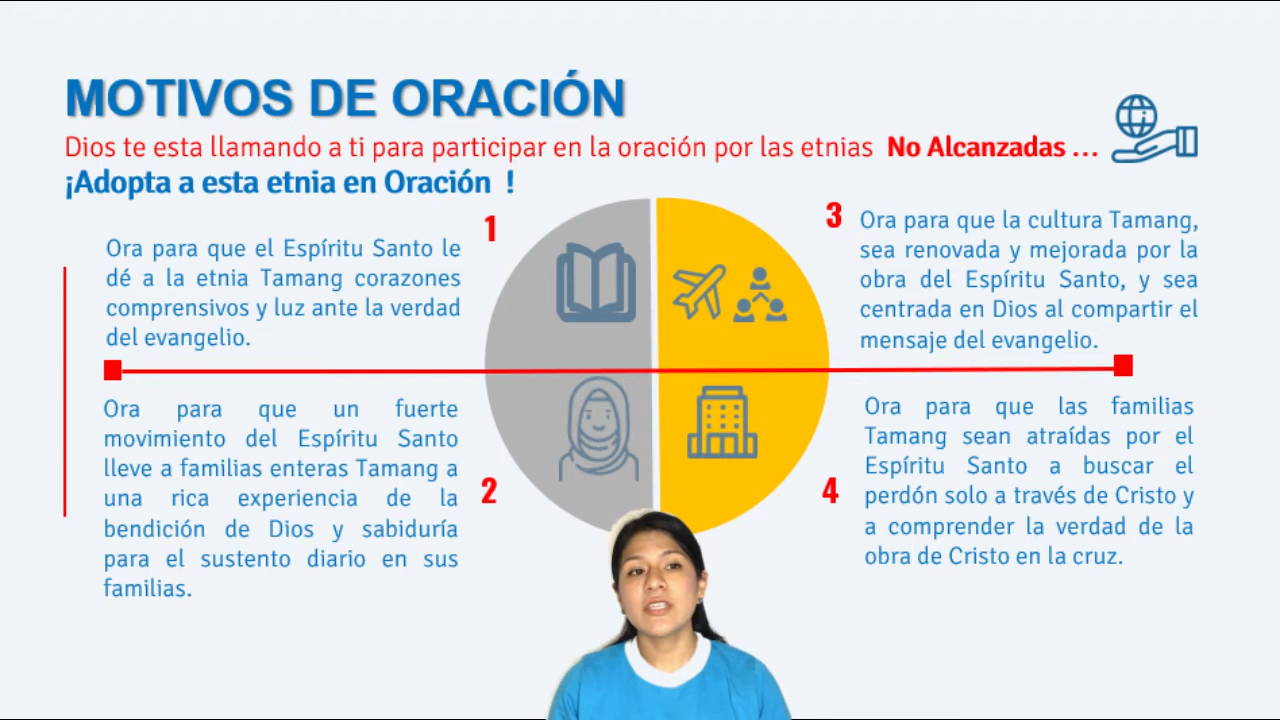 MOTIVOS DE ORACIÓN
Dios te esta llamando a ti para participar en la oración por las etnias No Alcanzadas ...
¡Adopta a esta etnia en Oración !
1
Ora para que el Espíritu Santo le
dé a la etnia Tamang corazones
comprensivos y luz ante la verdad
del evangelio.
Ora para que un fuerte
movimiento del Espíritu Santo
lleve a familias enteras Tamang a
una rica experiencia de la
bendición de Dios y sabiduría
para el sustento diario en sus
familias.
2
3
Ora para que la cultura Tamang,
sea renovada y mejorada por la
obra del Espíritu Santo, y sea
centrada en Dios al compartir el
mensaje del evangelio.
4
Ora para que las familias
Tamang sean atraídas por el
Espíritu Santo a buscar el
perdón solo a través de Cristo y
a comprender la verdad de la
obra de Cristo en la cruz.